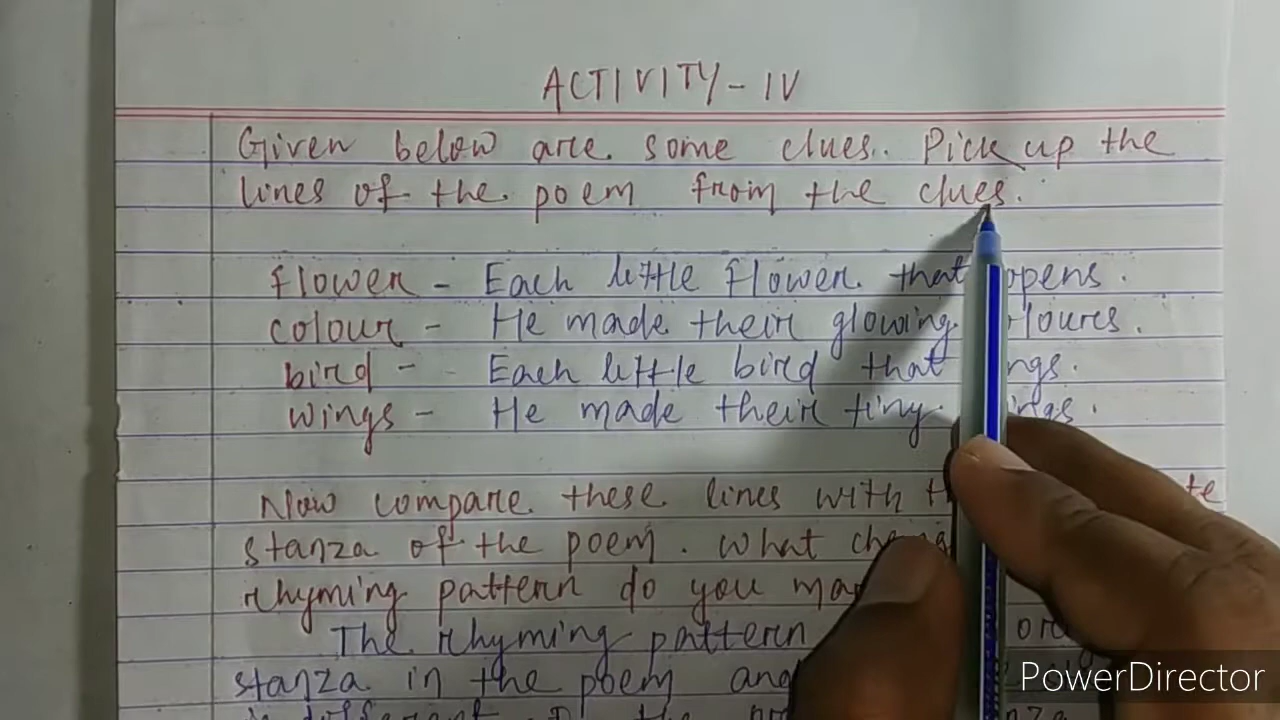 ACTIVITY - IV
Given below are some clues. Pick up the
lines of the poem from the clues.
flower - Each little flower that opens.
colour - He made their glowing
bird - Each little bird that
wings - He made their tiny
Now compare these lines with
stanza of the poem. What
rhyming pattern do you
The rhyming pattern
stanza in the poem and
PowerDirector